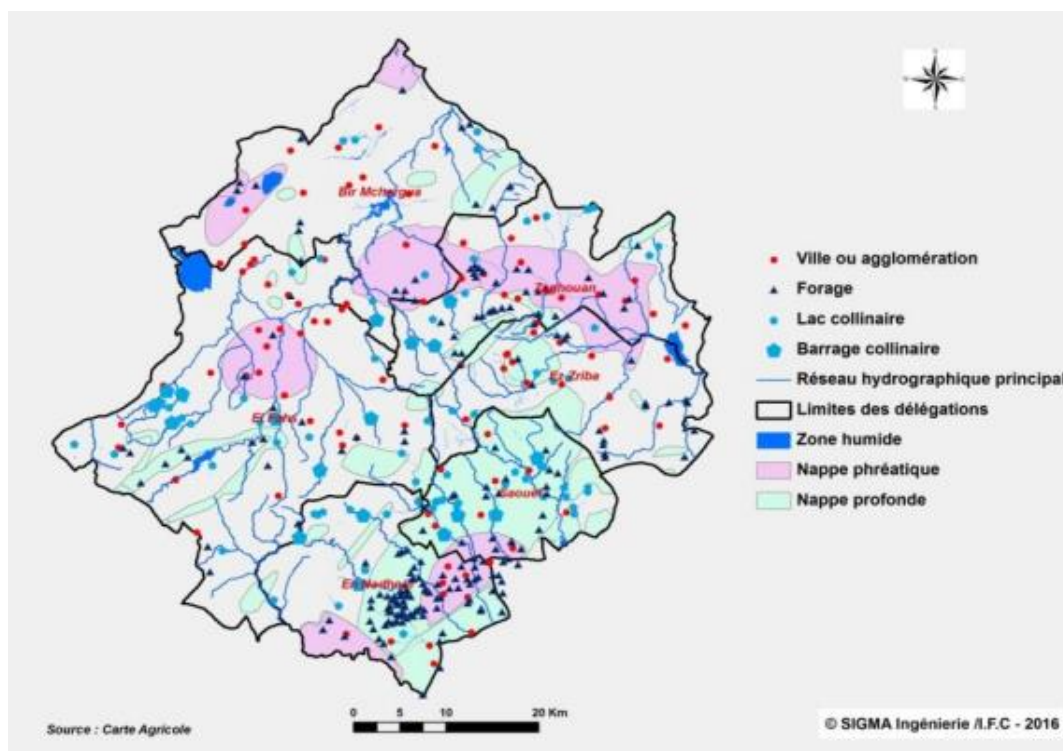 Bir Mchergua
Zaghouan
Ez Zriba
El Fahs
Saouef
En Nadhour
Ville ou agglomération
Forage
Lac collinaire
Barrage collinaire
Réseau hydrographique principal
Limites des délégations
Zone humide
Nappe phréatique
Nappe profonde
0 5 10 20 Km
Source : Carte Agricole
© SIGMA Ingénierie /I.F.C - 2016